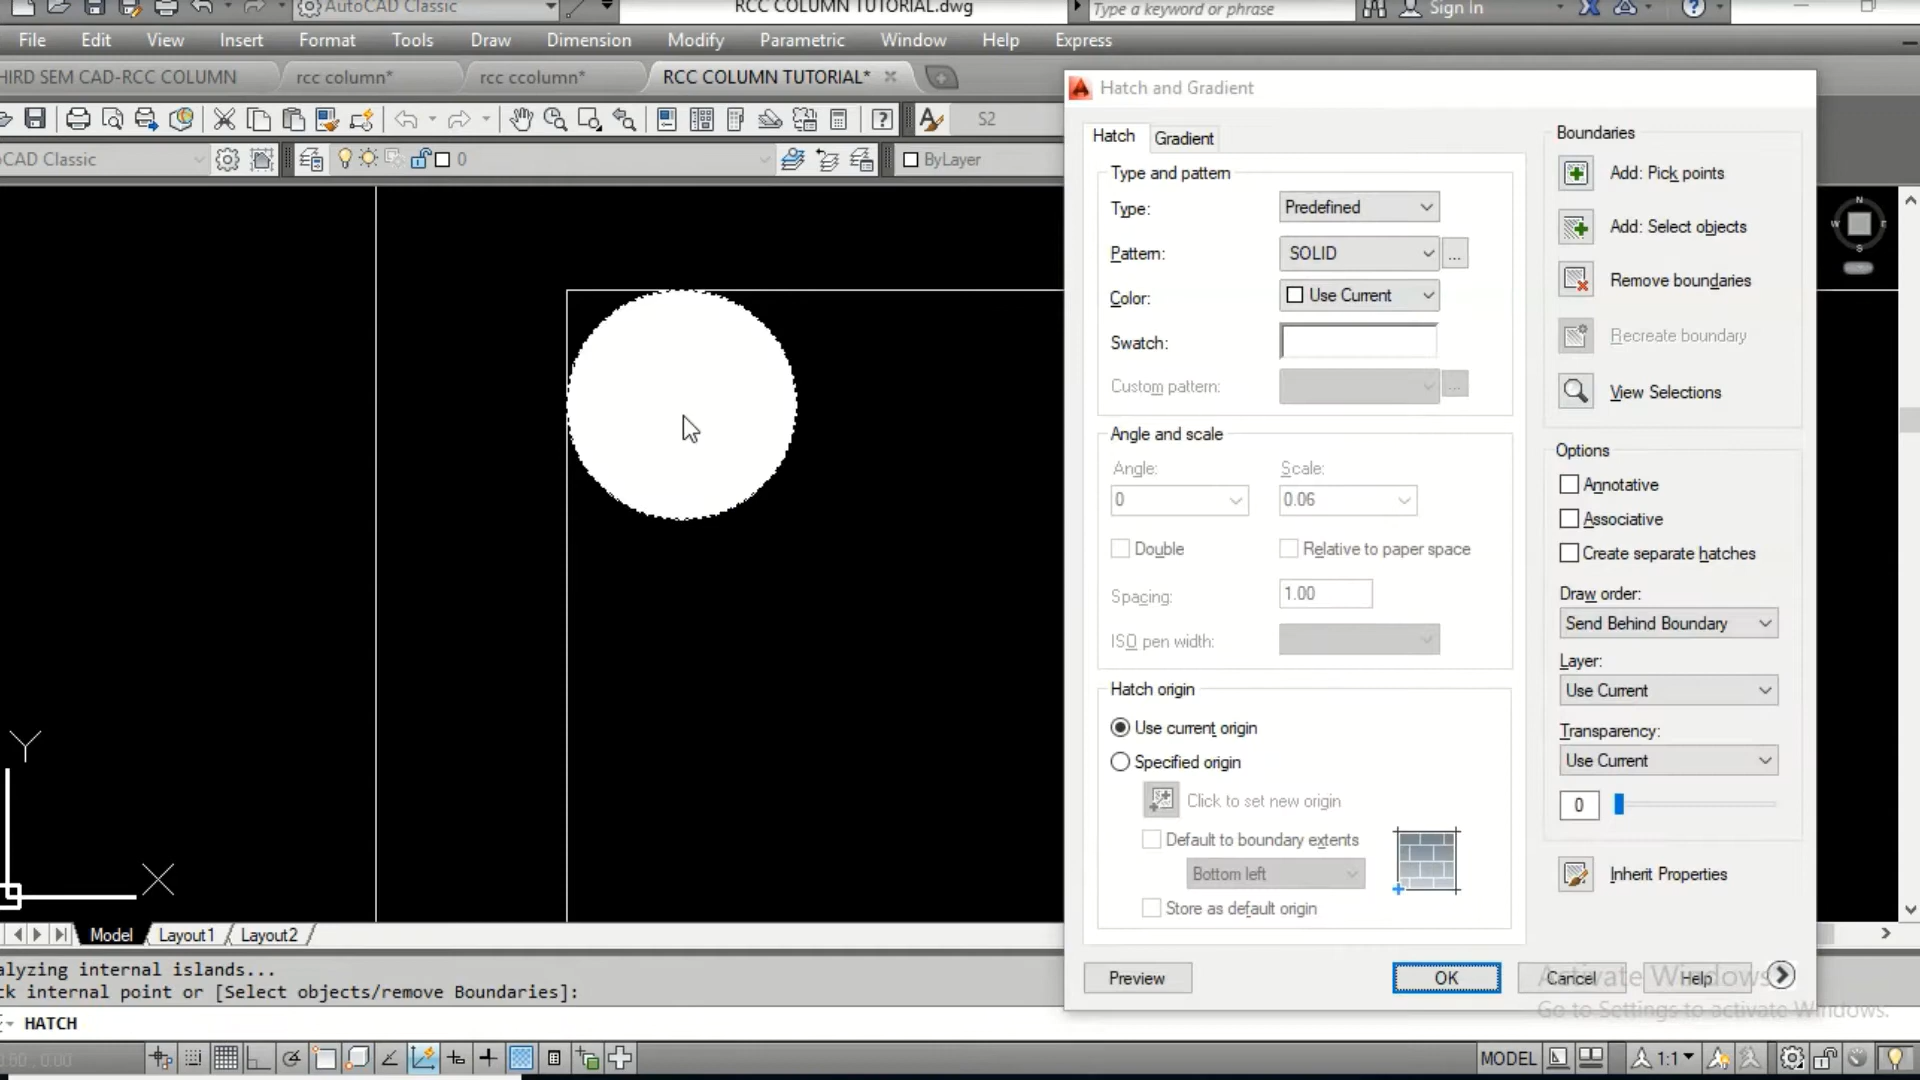 AutoCAD Classic
RCC COLUMN TUTORIAL.dwg
Type a keyword or phrase
Sign In
File Edit View Insert Format Tools Draw Dimension Modify Parametric Window Help Express
HIRD SEM CAD-RCC COLUMN
rcc column*
rcc ccolumn*
RCC COLUMN TUTORIAL*
S2
CAD Classic
0
ByLayer
Hatch and Gradient
Hatch
Gradient
Type and pattern
Type:
Predefined
Pattern:
SOLID
...
Color:
Use Current
Swatch:
Custom pattern:
...
Angle and scale
Angle:
Scale:
0
0.06
Double
Relative to paper space
Spacing:
1.00
ISO pen width:
Hatch origin
Use current origin
Specified origin
Click to set new origin
Default to boundary extents
Bottom left
Store as default origin
Boundaries
Add: Pick points
Add: Select objects
Remove boundaries
Recreate boundary
View Selections
Options
Annotative
Associative
Create separate hatches
Draw order:
Send Behind Boundary
Layer:
Use Current
Transparency:
Use Current
0
Inherit Properties
Preview
OK
Cancel
Help
Activate Windows
Go to Settings to activate Windows.
N
W
E
S
Y
X
Model
Layout1
Layout2
alyzing internal islands...
ck internal point or [Select objects/remove Boundaries]:
HATCH
MODEL
1:1